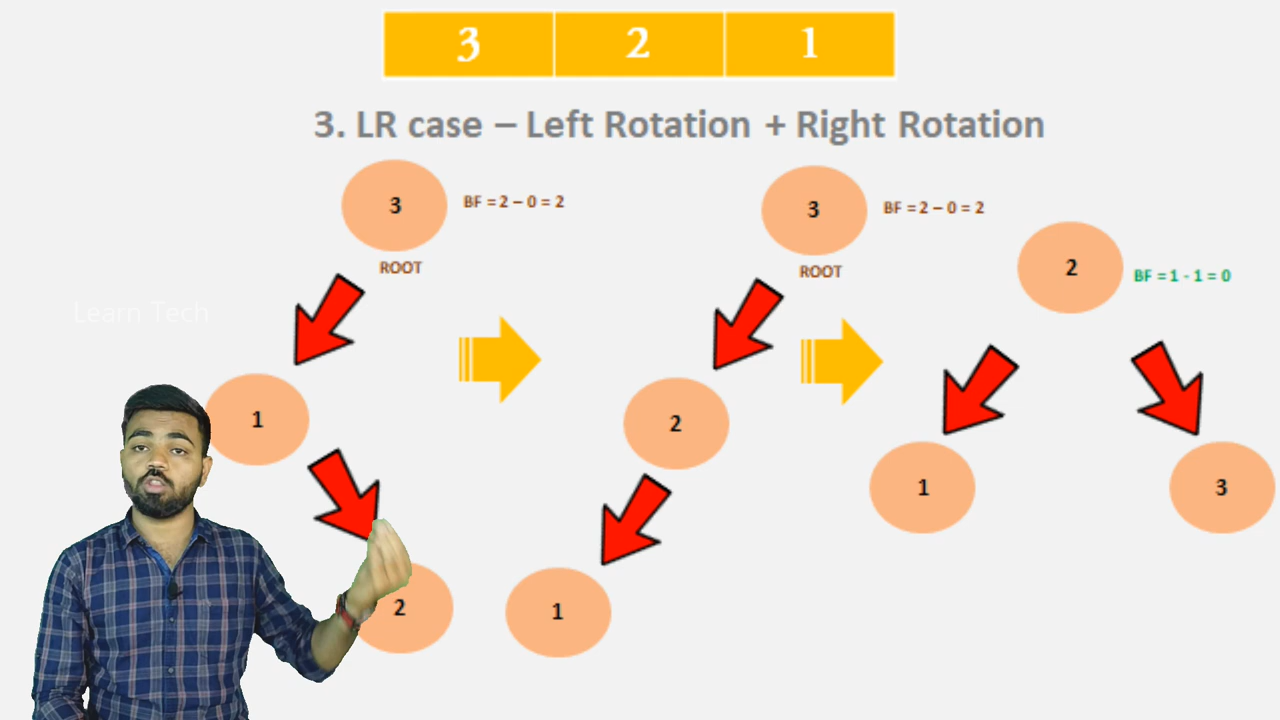 3 2 1
3. LR case – Left Rotation + Right Rotation
3 BF = 2 – 0 = 2
ROOT
1
2
3 BF = 2 – 0 = 2
ROOT
2
1
2 BF = 1 - 1 = 0
1 3
Learn Tech